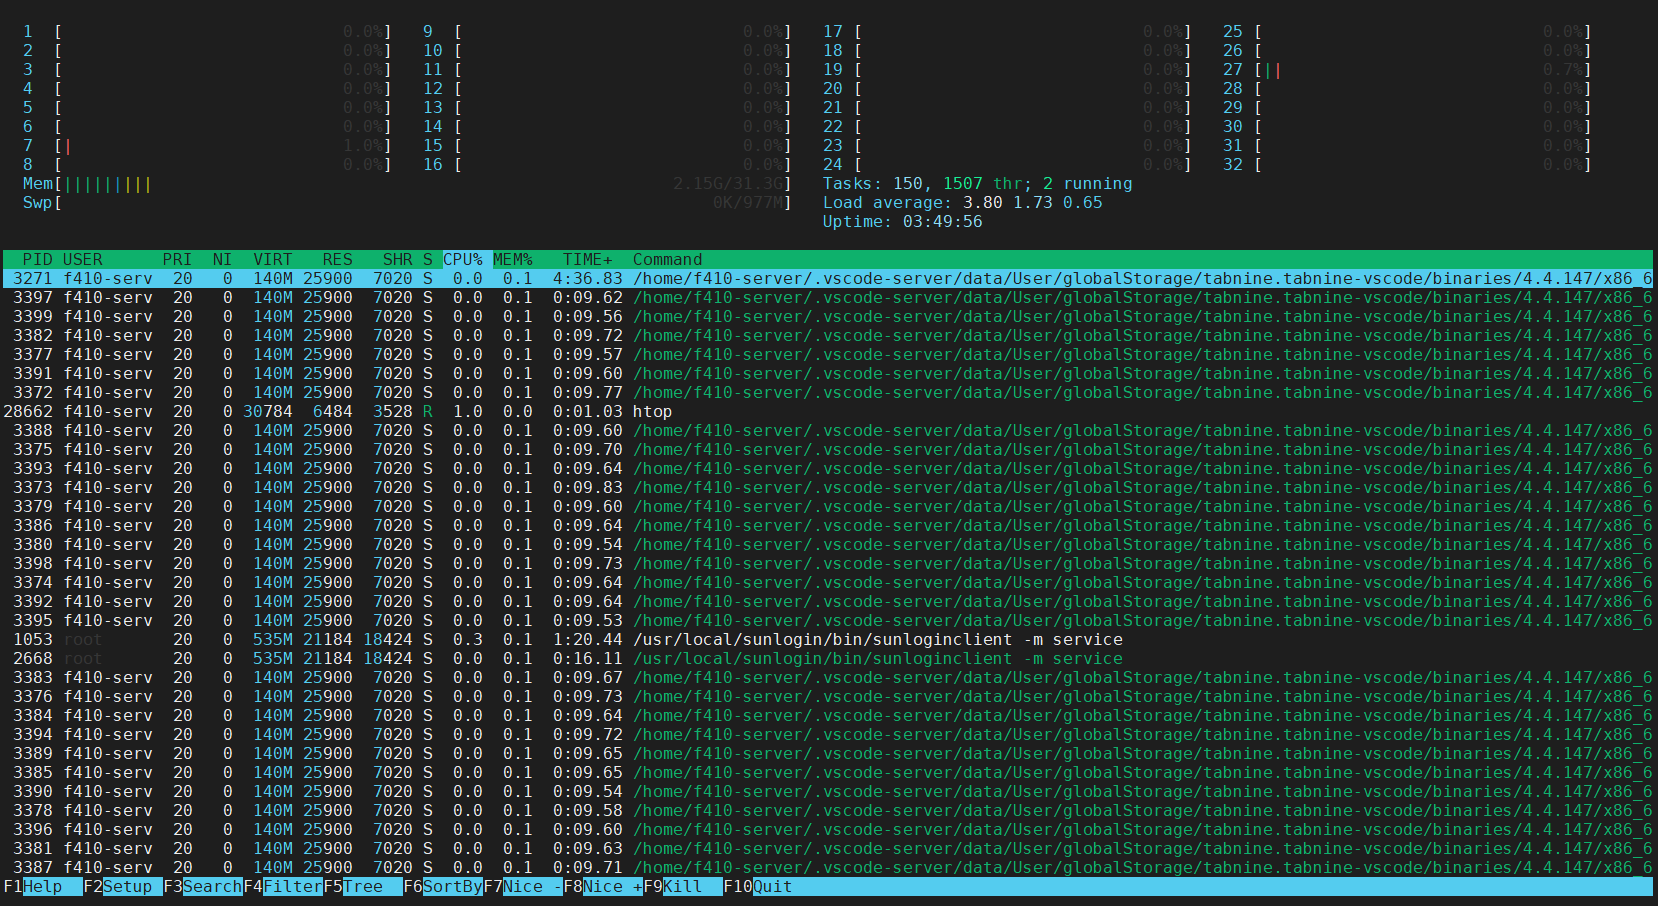 1 [ 0.0%] 9 [ 0.0%] 17 [ 0.0%] 25 [ 0.0%]
2 [ 0.0%] 10 [ 0.0%] 18 [ 0.0%] 26 [ 0.0%]
3 [ 0.0%] 11 [ 0.0%] 19 [ 0.0%] 27 [|| 0.7%]
4 [ 0.0%] 12 [ 0.0%] 20 [ 0.0%] 28 [ 0.0%]
5 [ 0.0%] 13 [ 0.0%] 21 [ 0.0%] 29 [ 0.0%]
6 [ 0.0%] 14 [ 0.0%] 22 [ 0.0%] 30 [ 0.0%]
7 [| 1.0%] 15 [ 0.0%] 23 [ 0.0%] 31 [ 0.0%]
8 [ 0.0%] 16 [ 0.0%] 24 [ 0.0%] 32 [ 0.0%]
Mem[||||||||| 2.15G/31.3G] Tasks: 150, 1507 thr; 2 running
Swp[ 0K/977M] Load average: 3.80 1.73 0.65
Uptime: 03:49:56
PID USER PRI NI VIRT RES SHR S CPU% MEM% TIME+ Command
3271 f410-serv 20 0 140M 25900 7020 S 0.0 0.1 4:36.83 /home/f410-server/.vscode-server/data/User/globalStorage/tabnine.tabnine-vscode/binaries/4.4.147/x86_6
3397 f410-serv 20 0 140M 25900 7020 S 0.0 0.1 0:09.62 /home/f410-server/.vscode-server/data/User/globalStorage/tabnine.tabnine-vscode/binaries/4.4.147/x86_6
3399 f410-serv 20 0 140M 25900 7020 S 0.0 0.1 0:09.56 /home/f410-server/.vscode-server/data/User/globalStorage/tabnine.tabnine-vscode/binaries/4.4.147/x86_6
3382 f410-serv 20 0 140M 25900 7020 S 0.0 0.1 0:09.72 /home/f410-server/.vscode-server/data/User/globalStorage/tabnine.tabnine-vscode/binaries/4.4.147/x86_6
3377 f410-serv 20 0 140M 25900 7020 S 0.0 0.1 0:09.57 /home/f410-server/.vscode-server/data/User/globalStorage/tabnine.tabnine-vscode/binaries/4.4.147/x86_6
3391 f410-serv 20 0 140M 25900 7020 S 0.0 0.1 0:09.60 /home/f410-server/.vscode-server/data/User/globalStorage/tabnine.tabnine-vscode/binaries/4.4.147/x86_6
3372 f410-serv 20 0 140M 25900 7020 S 0.0 0.1 0:09.77 /home/f410-server/.vscode-server/data/User/globalStorage/tabnine.tabnine-vscode/binaries/4.4.147/x86_6
28662 f410-serv 20 0 30784 6484 3528 R 1.0 0.0 0:01.03 htop
3388 f410-serv 20 0 140M 25900 7020 S 0.0 0.1 0:09.60 /home/f410-server/.vscode-server/data/User/globalStorage/tabnine.tabnine-vscode/binaries/4.4.147/x86_6
3375 f410-serv 20 0 140M 25900 7020 S 0.0 0.1 0:09.70 /home/f410-server/.vscode-server/data/User/globalStorage/tabnine.tabnine-vscode/binaries/4.4.147/x86_6
3393 f410-serv 20 0 140M 25900 7020 S 0.0 0.1 0:09.64 /home/f410-server/.vscode-server/data/User/globalStorage/tabnine.tabnine-vscode/binaries/4.4.147/x86_6
3373 f410-serv 20 0 140M 25900 7020 S 0.0 0.1 0:09.83 /home/f410-server/.vscode-server/data/User/globalStorage/tabnine.tabnine-vscode/binaries/4.4.147/x86_6
3379 f410-serv 20 0 140M 25900 7020 S 0.0 0.1 0:09.60 /home/f410-server/.vscode-server/data/User/globalStorage/tabnine.tabnine-vscode/binaries/4.4.147/x86_6
3386 f410-serv 20 0 140M 25900 7020 S 0.0 0.1 0:09.64 /home/f410-server/.vscode-server/data/User/globalStorage/tabnine.tabnine-vscode/binaries/4.4.147/x86_6
3380 f410-serv 20 0 140M 25900 7020 S 0.0 0.1 0:09.54 /home/f410-server/.vscode-server/data/User/globalStorage/tabnine.tabnine-vscode/binaries/4.4.147/x86_6
3398 f410-serv 20 0 140M 25900 7020 S 0.0 0.1 0:09.73 /home/f410-server/.vscode-server/data/User/globalStorage/tabnine.tabnine-vscode/binaries/4.4.147/x86_6
3374 f410-serv 20 0 140M 25900 7020 S 0.0 0.1 0:09.64 /home/f410-server/.vscode-server/data/User/globalStorage/tabnine.tabnine-vscode/binaries/4.4.147/x86_6
3392 f410-serv 20 0 140M 25900 7020 S 0.0 0.1 0:09.64 /home/f410-server/.vscode-server/data/User/globalStorage/tabnine.tabnine-vscode/binaries/4.4.147/x86_6
3395 f410-serv 20 0 140M 25900 7020 S 0.0 0.1 0:09.53 /home/f410-server/.vscode-server/data/User/globalStorage/tabnine.tabnine-vscode/binaries/4.4.147/x86_6
1053 root 20 0 535M 21184 18424 S 0.3 0.1 1:20.44 /usr/local/sunlogin/bin/sunloginclient -m service
2668 root 20 0 535M 21184 18424 S 0.0 0.1 0:16.11 /usr/local/sunlogin/bin/sunloginclient -m service
3383 f410-serv 20 0 140M 25900 7020 S 0.0 0.1 0:09.67 /home/f410-server/.vscode-server/data/User/globalStorage/tabnine.tabnine-vscode/binaries/4.4.147/x86_6
3376 f410-serv 20 0 140M 25900 7020 S 0.0 0.1 0:09.73 /home/f410-server/.vscode-server/data/User/globalStorage/tabnine.tabnine-vscode/binaries/4.4.147/x86_6
3384 f410-serv 20 0 140M 25900 7020 S 0.0 0.1 0:09.64 /home/f410-server/.vscode-server/data/User/globalStorage/tabnine.tabnine-vscode/binaries/4.4.147/x86_6
3394 f410-serv 20 0 140M 25900 7020 S 0.0 0.1 0:09.72 /home/f410-server/.vscode-server/data/User/globalStorage/tabnine.tabnine-vscode/binaries/4.4.147/x86_6
3389 f410-serv 20 0 140M 25900 7020 S 0.0 0.1 0:09.65 /home/f410-server/.vscode-server/data/User/globalStorage/tabnine.tabnine-vscode/binaries/4.4.147/x86_6
3385 f410-serv 20 0 140M 25900 7020 S 0.0 0.1 0:09.65 /home/f410-server/.vscode-server/data/User/globalStorage/tabnine.tabnine-vscode/binaries/4.4.147/x86_6
3390 f410-serv 20 0 140M 25900 7020 S 0.0 0.1 0:09.54 /home/f410-server/.vscode-server/data/User/globalStorage/tabnine.tabnine-vscode/binaries/4.4.147/x86_6
3378 f410-serv 20 0 140M 25900 7020 S 0.0 0.1 0:09.58 /home/f410-server/.vscode-server/data/User/globalStorage/tabnine.tabnine-vscode/binaries/4.4.147/x86_6
3396 f410-serv 20 0 140M 25900 7020 S 0.0 0.1 0:09.60 /home/f410-server/.vscode-server/data/User/globalStorage/tabnine.tabnine-vscode/binaries/4.4.147/x86_6
3381 f410-serv 20 0 140M 25900 7020 S 0.0 0.1 0:09.63 /home/f410-server/.vscode-server/data/User/globalStorage/tabnine.tabnine-vscode/binaries/4.4.147/x86_6
3387 f410-serv 20 0 140M 25900 7020 S 0.0 0.1 0:09.71 /home/f410-server/.vscode-server/data/User/globalStorage/tabnine.tabnine-vscode/binaries/4.4.147/x86_6
F1Help F2Setup F3SearchF4FilterF5Tree F6SortByF7Nice -F8Nice +F9Kill F10Quit